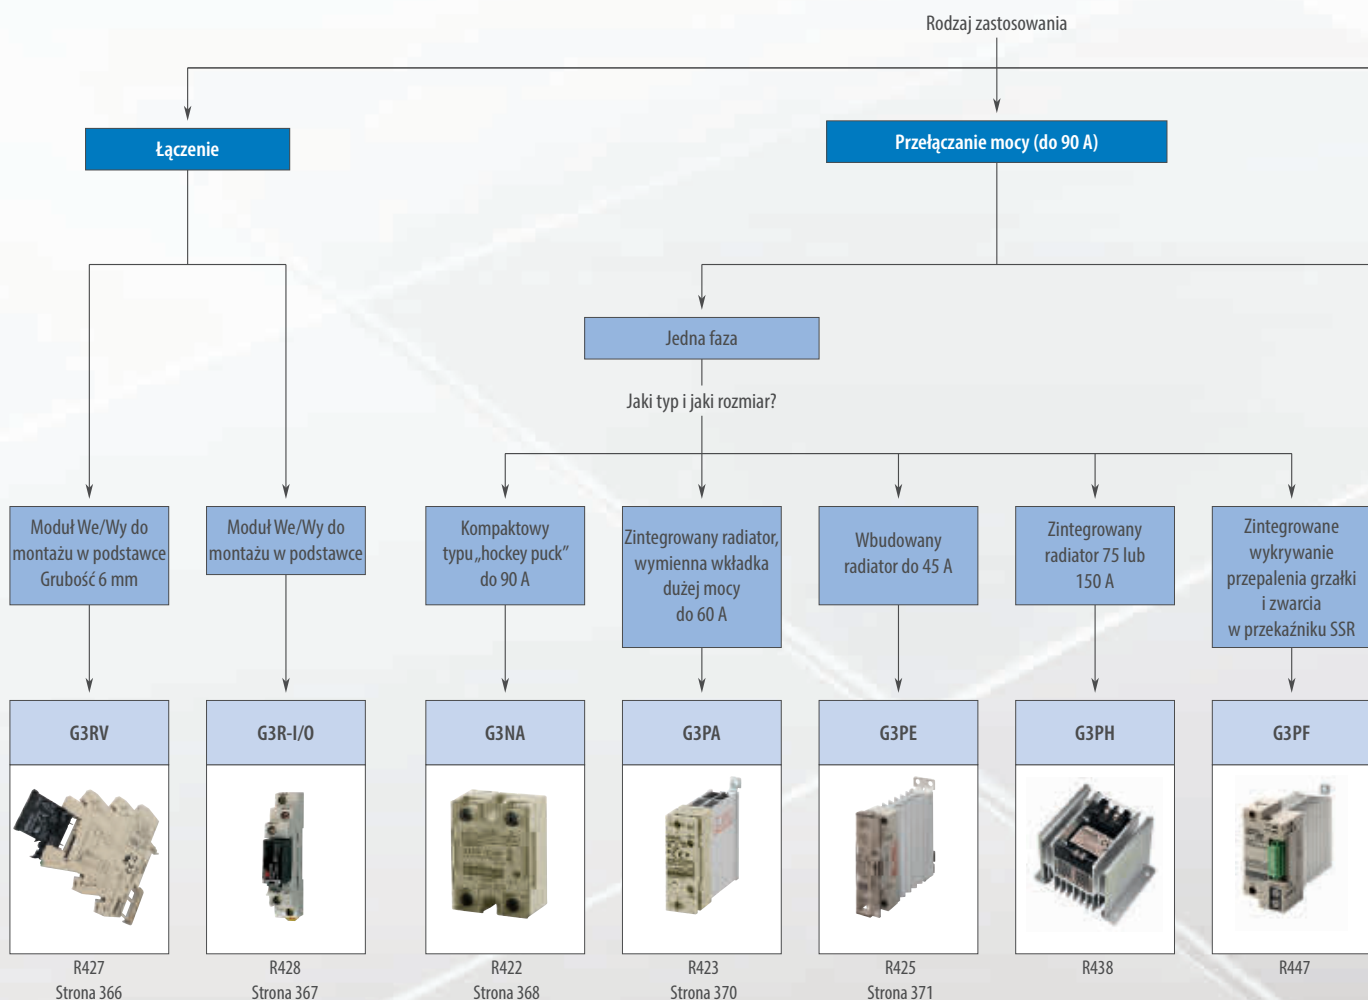 Rodzaj zastosowania
Łączenie
Przełączanie mocy (do 90 A)
Jedna faza
Jaki typ i jaki rozmiar?
Moduł We/Wy do
montażu w podstawce
Grubość 6 mm
Moduł We/Wy do
montażu w podstawce
Kompaktowy
typu „hockey puck”
do 90 A
Zintegrowany radiator,
wymienna wkładka
dużej mocy
do 60 A
Wbudowany
radiator do 45 A
Zintegrowany
radiator 75 lub
150 A
Zintegrowane
wykrywanie
przepalenia grzałki
i zwarcia
w przekaźniku SSR
G3RV
G3R-I/O
G3NA
G3PA
G3PE
G3PH
G3PF
R427
Strona 366
R428
Strona 367
R422
Strona 368
R423
Strona 370
R425
Strona 371
R438
R447